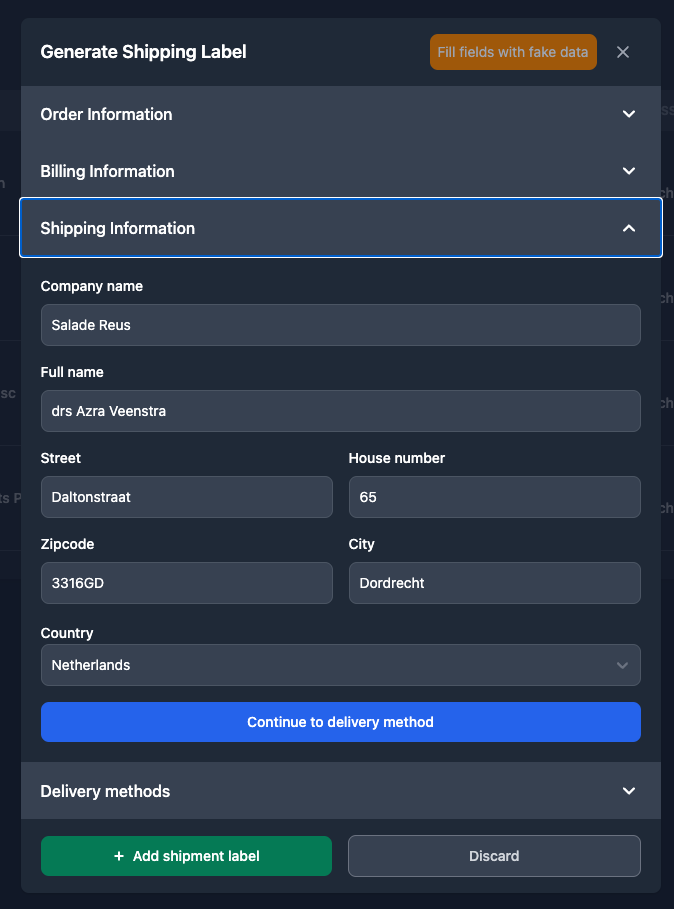 Generate Shipping Label
Fill fields with fake data
Order Information
Billing Information
Shipping Information
Company name
Salade Reus
Full name
drs Azra Veenstra
Street House number
Daltonstraat 65
Zipcode City
3316GD Dordrecht
Country
Netherlands
Continue to delivery method
Delivery methods
+ Add shipment label Discard